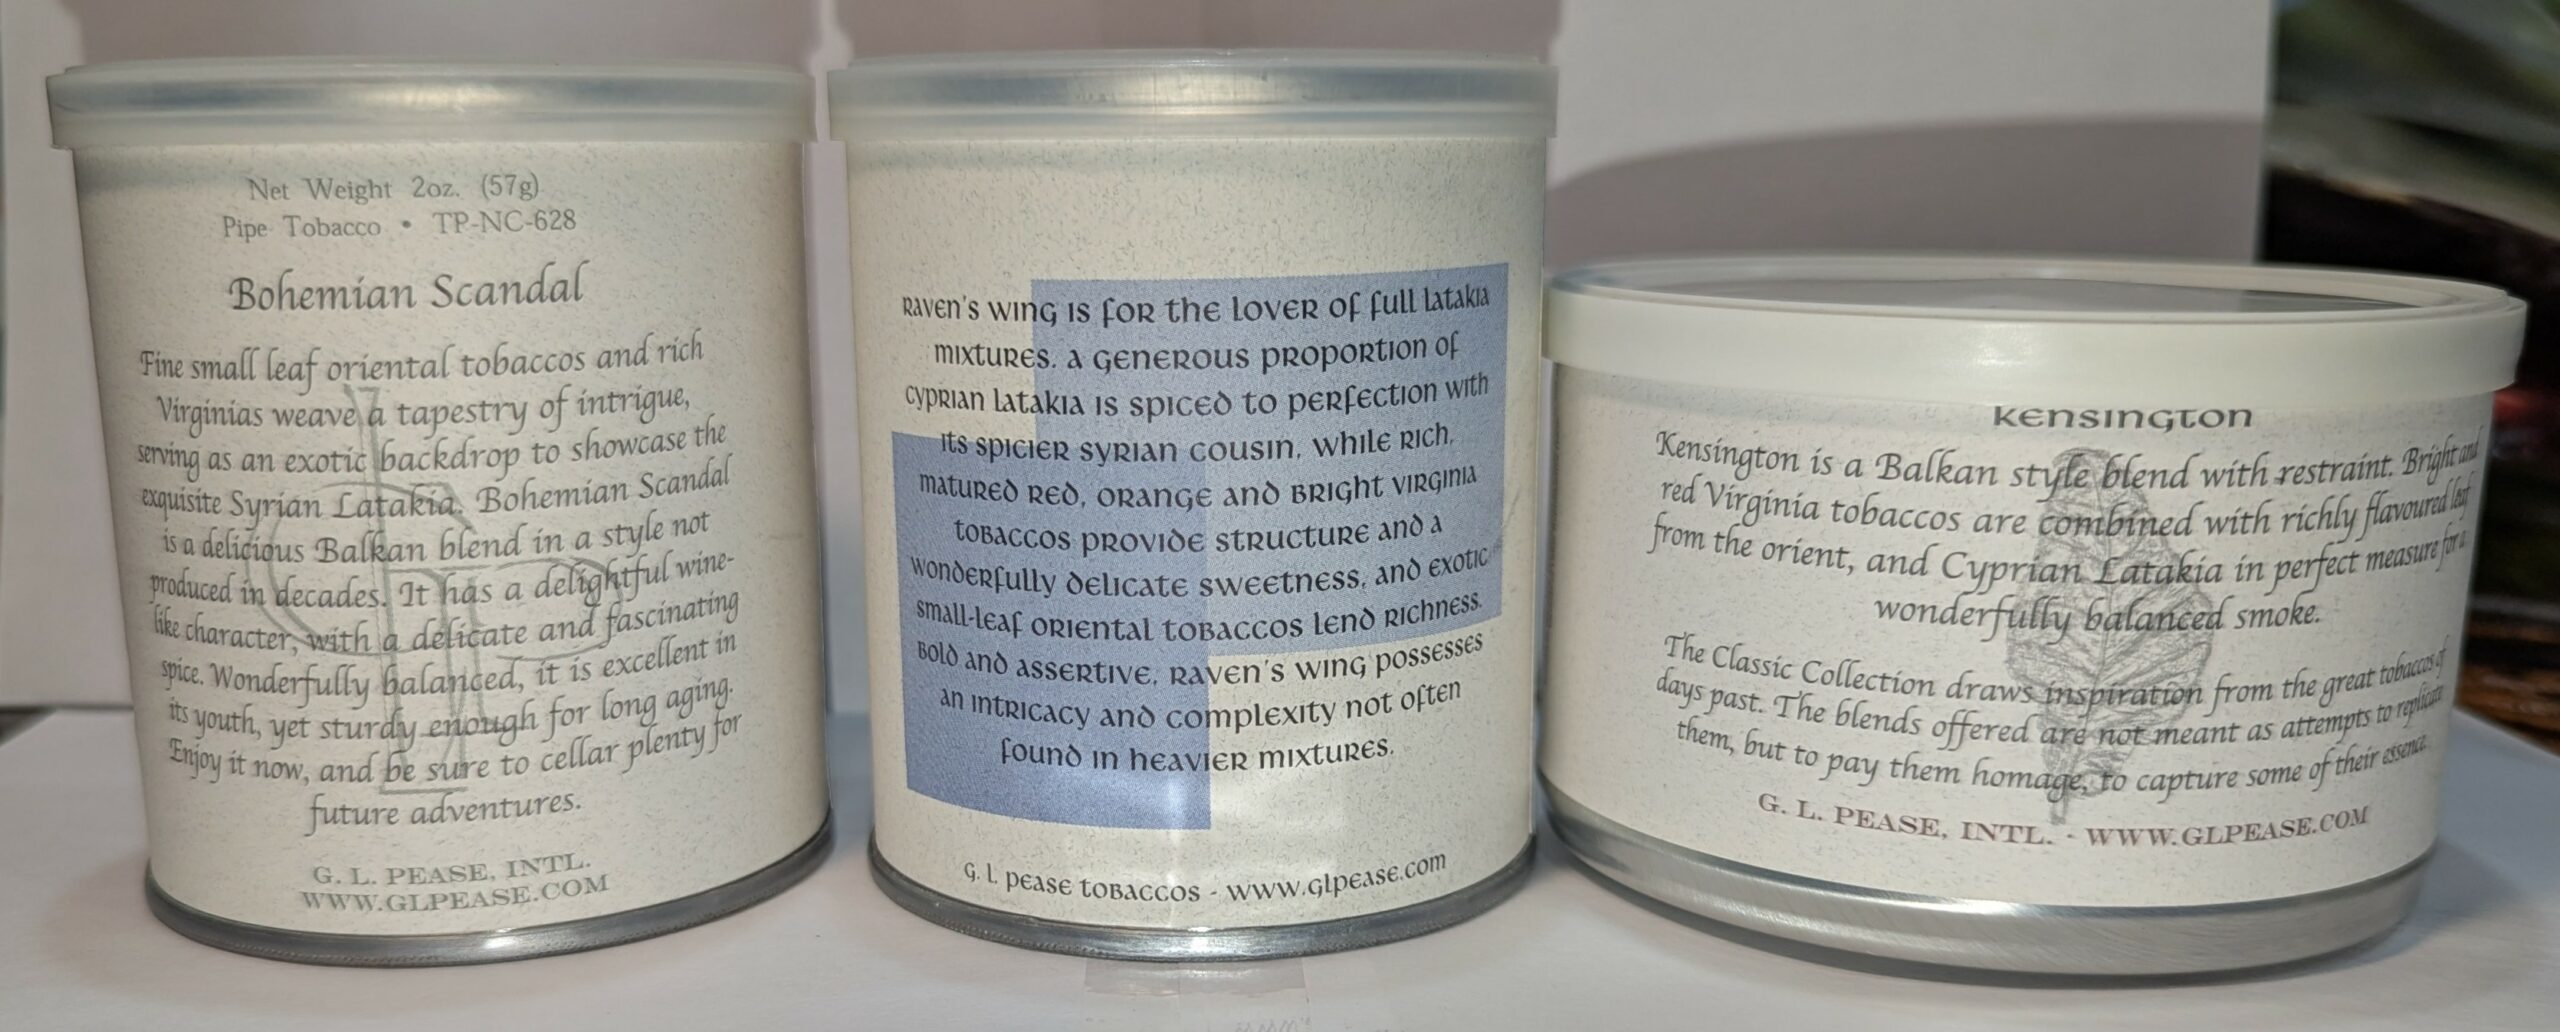 Net Weight 2oz. (57g)
Pipe Tobacco • TP-NC-628
Bohemian Scandal
Fine small leaf oriental tobaccos and rich
Virginias weave a tapestry of intrigue,
serving as an exotic backdrop to showcase the
exquisite Syrian Latakia. Bohemian Scandal
is a delicious Balkan blend in a style not
produced in decades. It has a delightful wine-
like character, with a delicate and fascinating
spice. Wonderfully balanced, it is excellent in
its youth, yet sturdy enough for long aging.
Enjoy it now, and be sure to cellar plenty for
future adventures.
G. L. PEASE, INTL.
WWW.GLPEASE.COM
Raven's Wing is for the lover of full Latakia
mixtures. A generous proportion of
Cyprian Latakia is spiced to perfection with
its spicier Syrian cousin, while rich,
matured red, orange and bright Virginia
tobaccos provide structure and a
wonderfully delicate sweetness, and exotic
small-leaf oriental tobaccos lend richness.
Bold and assertive, Raven's Wing possesses
an intricacy and complexity not often
found in heavier mixtures.
G. L. Pease Tobaccos - www.glpease.com
Kensington
Kensington is a Balkan style blend with restraint. Bright and
red Virginia tobaccos are combined with richly flavoured leaf
from the orient, and Cyprian Latakia in perfect measure for a
wonderfully balanced smoke.
The Classic Collection draws inspiration from the great tobaccos of
days past. The blends offered are not meant as attempts to replicate
them, but to pay them homage, to capture some of their essence.
G. L. PEASE, INTL. - WWW.GLPEASE.COM